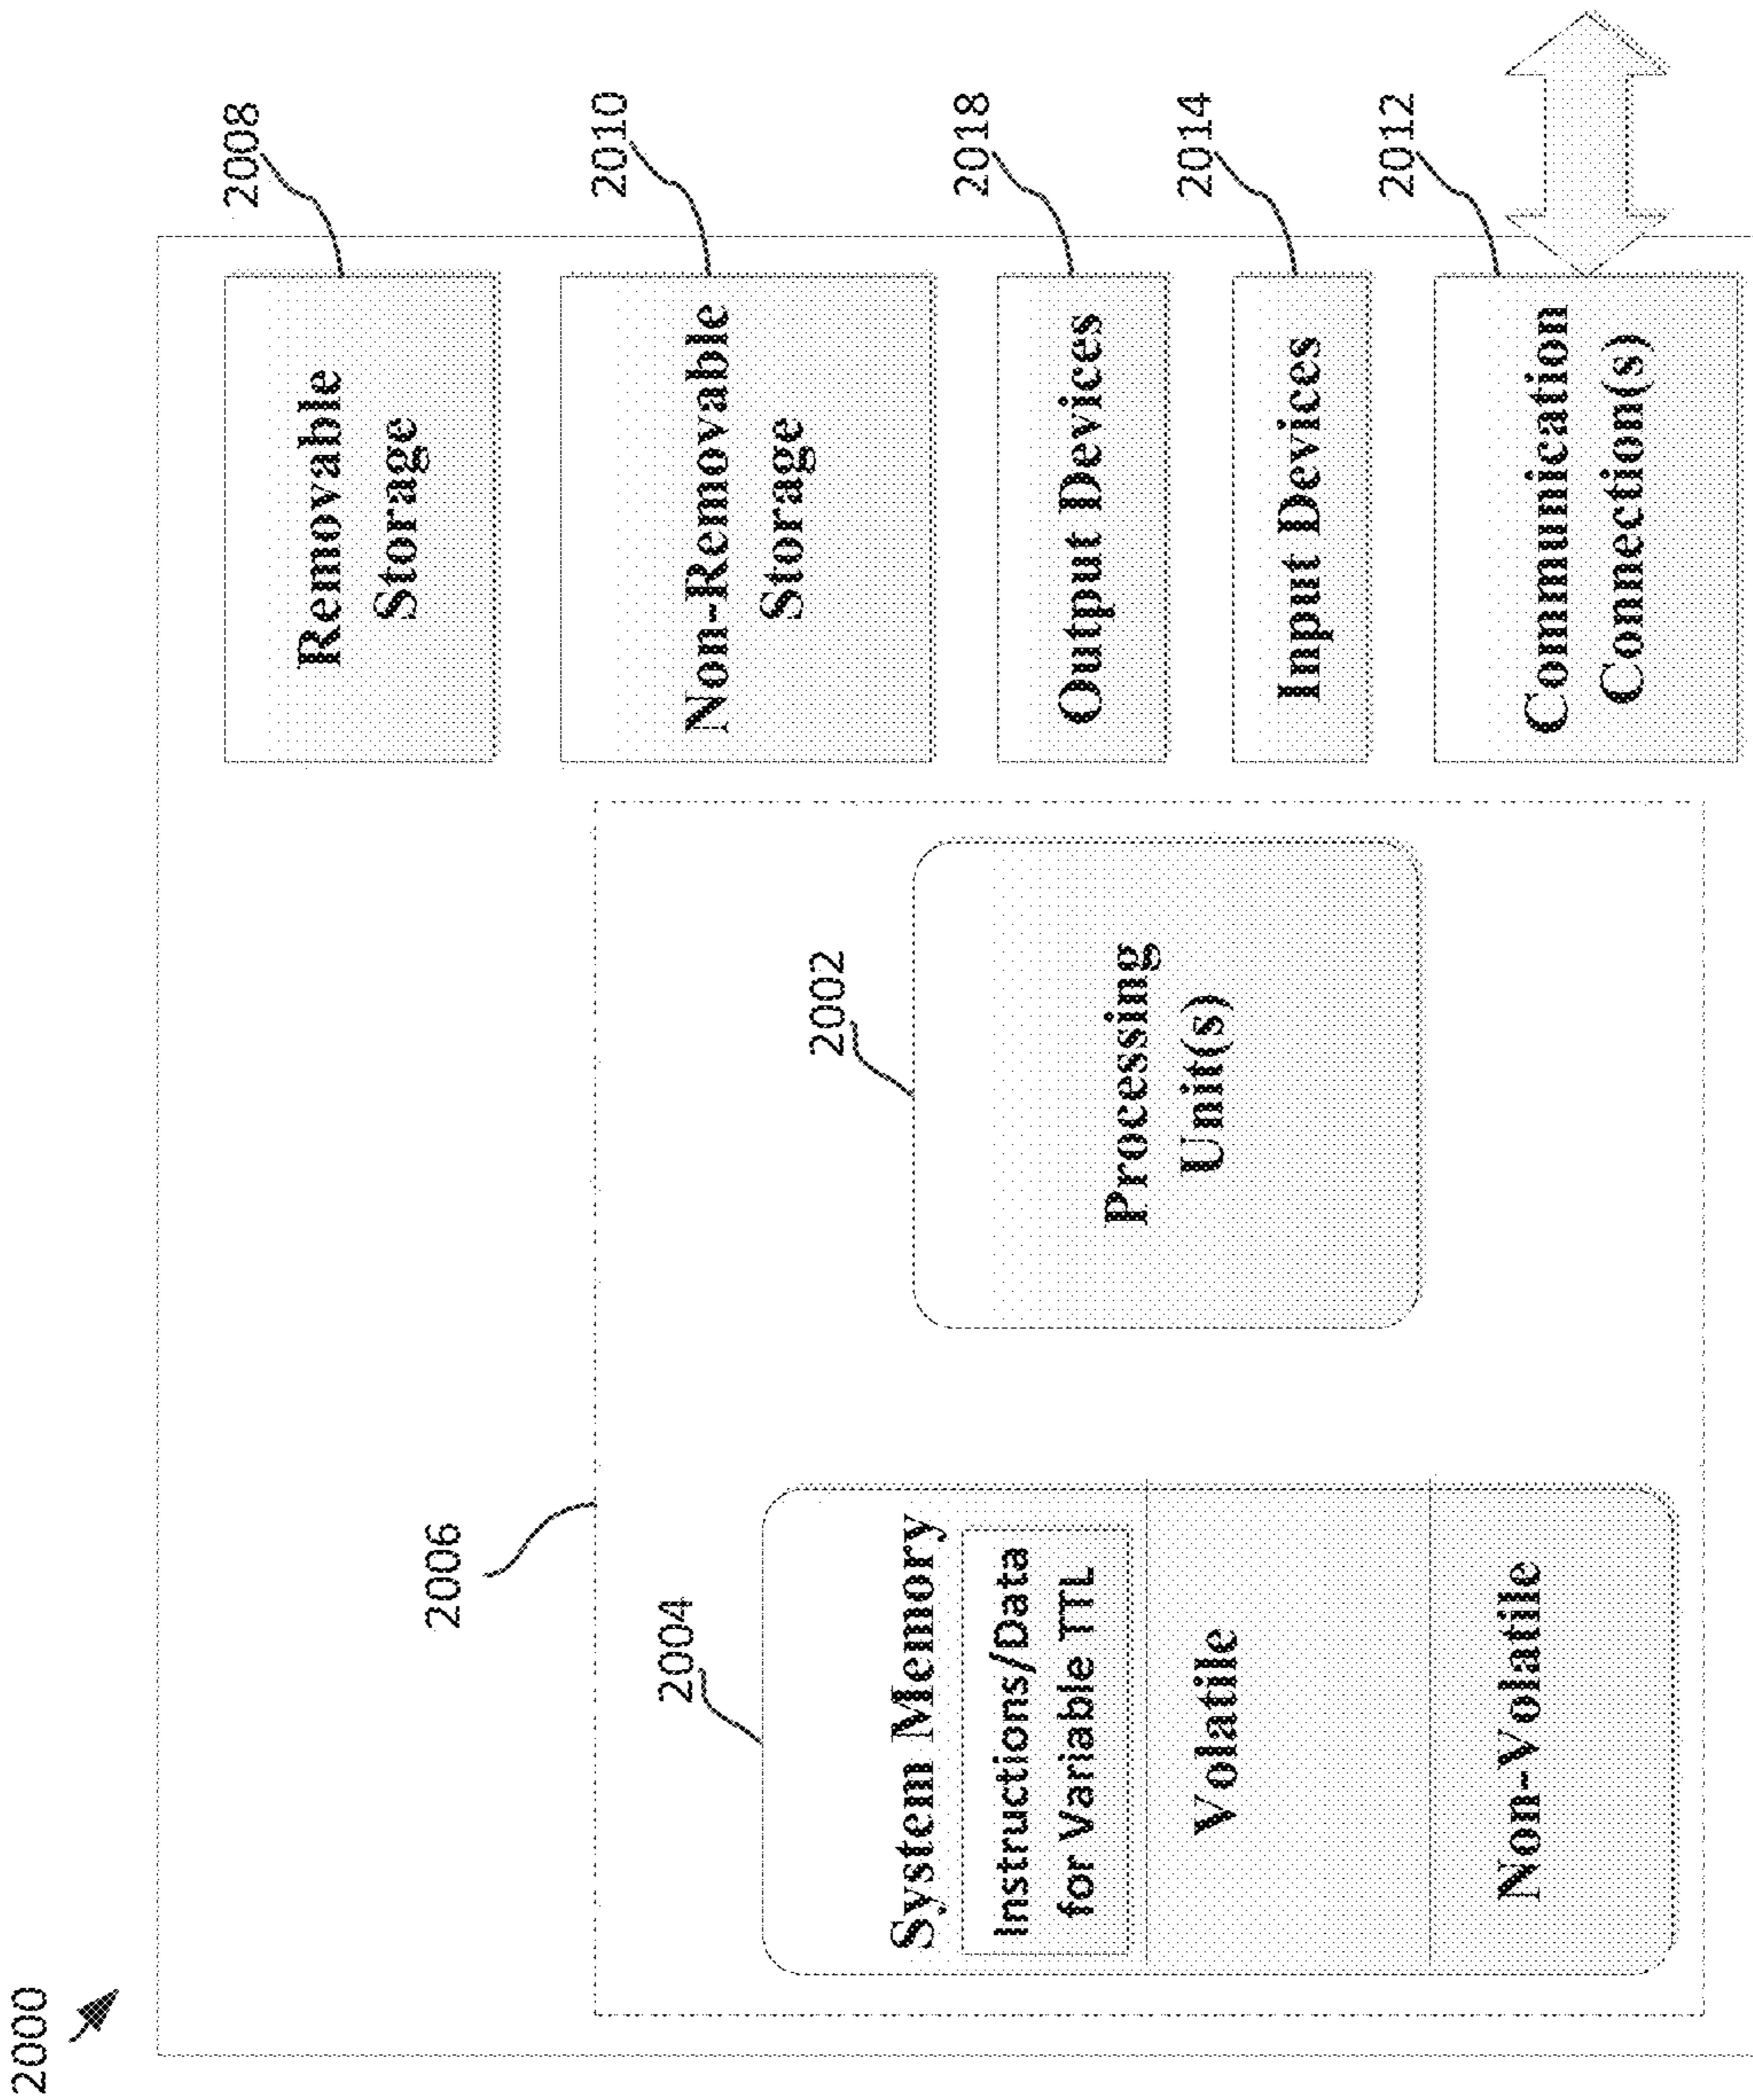 2000
2006
2004
System Memory
Instructions/Data
for Variable TTL
Volatile
Non-Volatile
2002
Processing
Unit(s)
2008
Removable
Storage
2010
Non-Removable
Storage
2018
Output Devices
2014
Input Devices
2012
Communication
Connection(s)